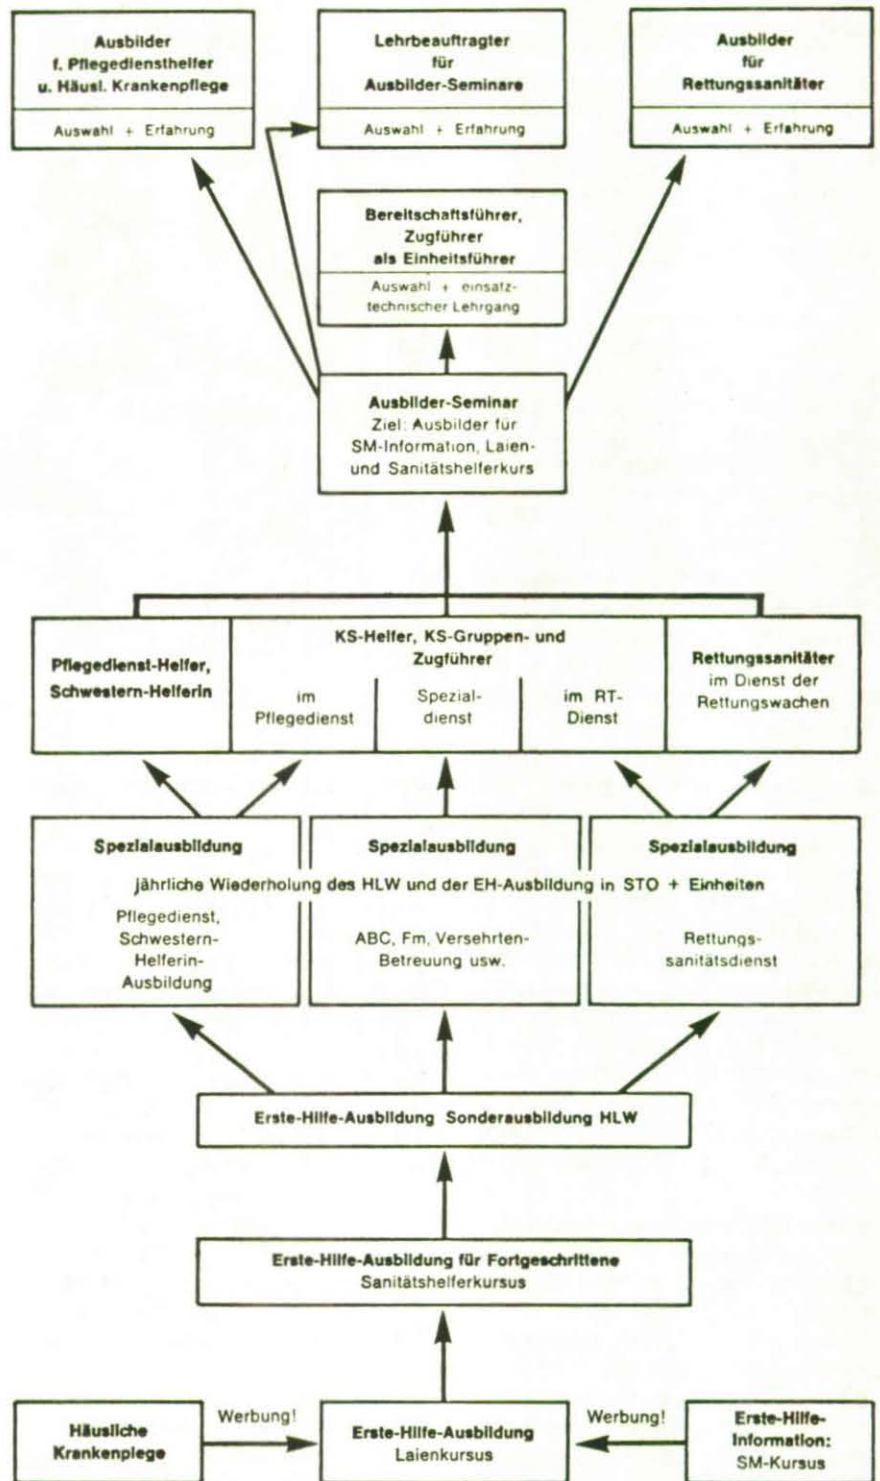 Ausbilder
f. Pflegediensthelfer
u. Häusl. Krankenpflege
Auswahl + Erfahrung
Lehrbeauftragter
für
Ausbilder-Seminare
Auswahl + Erfahrung
Ausbilder
für
Rettungssanitäter
Auswahl + Erfahrung
Bereitschaftsführer,
Zugführer
als Einheitsführer
Auswahl + einsatz-
technischer Lehrgang
Ausbilder-Seminar
Ziel: Ausbilder für
SM-Information, Laien-
und Sanitätshelferkurs
Pflegedienst-Helfer,
Schwestern-Helferin
KS-Helfer, KS-Gruppen- und
Zugführer
im
Pflegedienst
Spezial-
dienst
im RT-
Dienst
Rettungssanitäter
im Dienst der
Rettungswachen
Spezialausbildung
Spezialausbildung
Spezialausbildung
jährliche Wiederholung des HLW und der EH-Ausbildung in STO + Einheiten
Pflegedienst,
Schwestern-
Helferin-
Ausbildung
ABC, Fm, Versehrten-
Betreuung usw.
Rettungs-
sanitätsdienst
Erste-Hilfe-Ausbildung Sonderausbildung HLW
Erste-Hilfe-Ausbildung für Fortgeschrittene
Sanitätshelferkursus
Häusliche
Krankenplege
Werbung!
Erste-Hilfe-Ausbildung
Laienkursus
Werbung!
Erste-Hilfe-
Information:
SM-Kursus